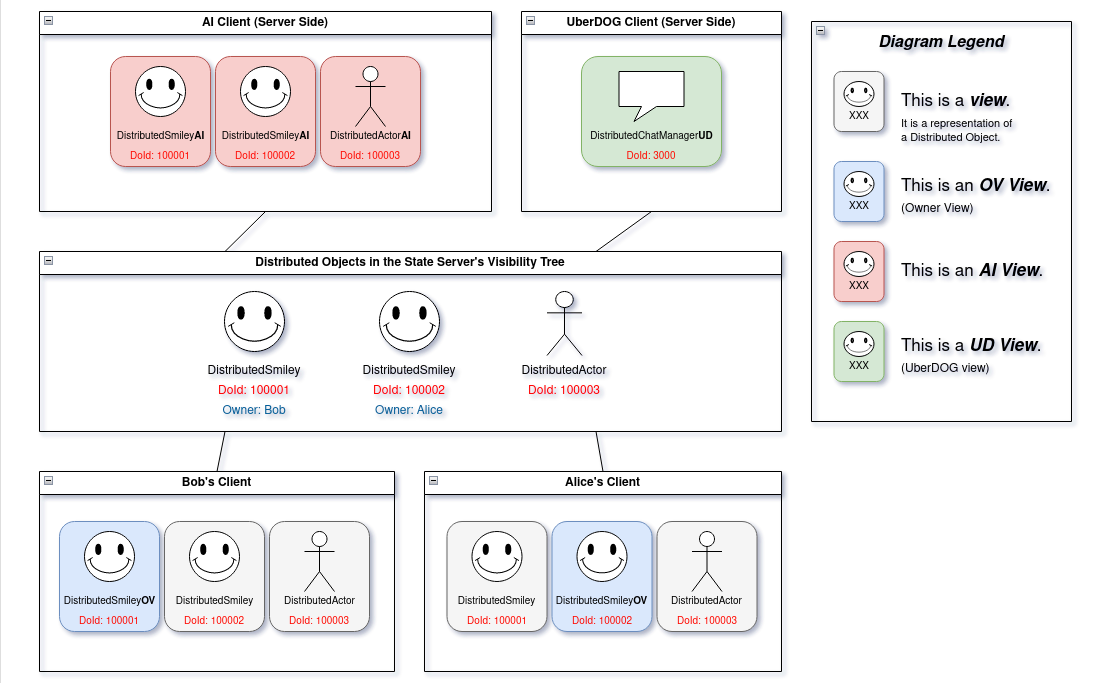 AI Client (Server Side)
DistributedSmileyAI
DoId: 100001
DistributedSmileyAI
DoId: 100002
DistributedActorAI
DoId: 100003
UberDOG Client (Server Side)
DistributedChatManagerUD
DoId: 3000
Distributed Objects in the State Server's Visibility Tree
DistributedSmiley
DoId: 100001
Owner: Bob
DistributedSmiley
DoId: 100002
Owner: Alice
DistributedActor
DoId: 100003
Bob's Client
DistributedSmileyOV
DoId: 100001
DistributedSmiley
DoId: 100002
DistributedActor
DoId: 100003
Alice's Client
DistributedSmiley
DoId: 100001
DistributedSmileyOV
DoId: 100002
DistributedActor
DoId: 100003
Diagram Legend
XXX
This is a view.
It is a representation of
a Distributed Object.
XXX
This is an OV View.
(Owner View)
XXX
This is an AI View.
XXX
This is a UD View.
(UberDOG view)